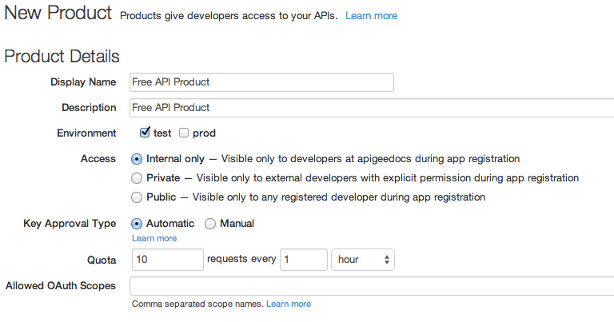 New Product Products give developers access to your APIs. Learn more
Product Details
Display Name Free API Product
Description Free API Product
Environment test prod
Access Internal only — Visible only to developers at apigeedocs during app registration
Private — Visible only to external developers with explicit permission during app registration
Public — Visible only to any registered developer during app registration
Key Approval Type Automatic Manual
Learn more
Quota 10 requests every 1 hour
Allowed OAuth Scopes
Comma separated scope names. Learn more